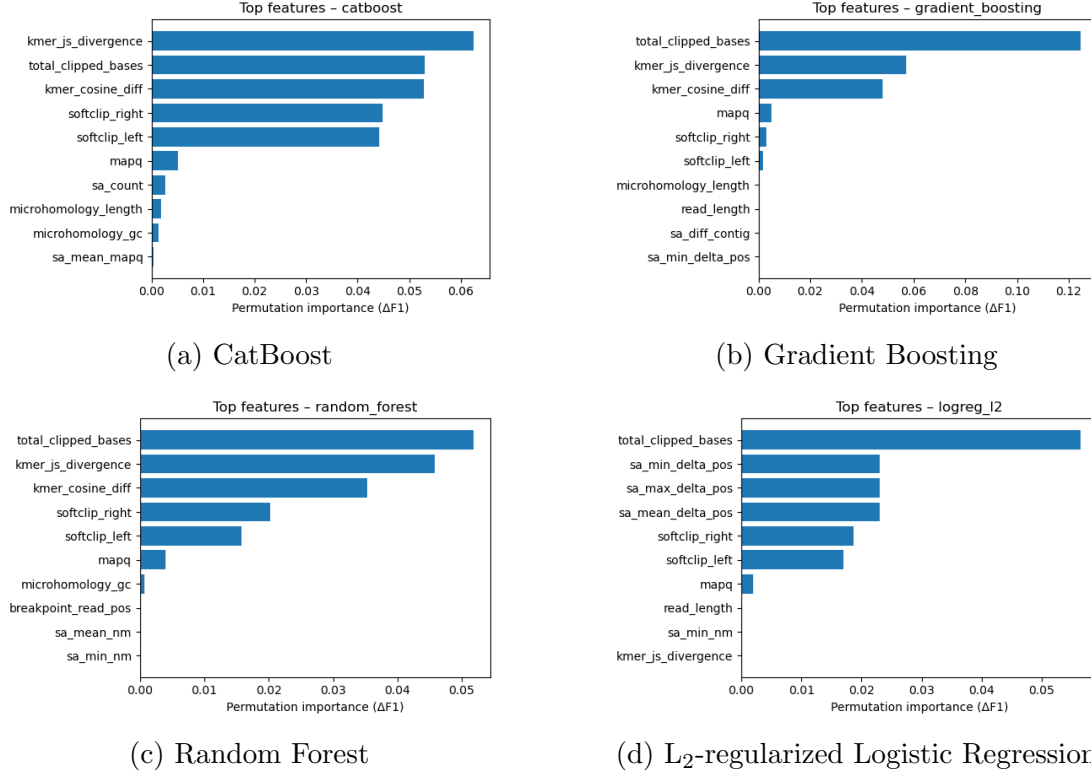 Top features – catboost
kmer_js_divergence
total_clipped_bases
kmer_cosine_diff
softclip_right
softclip_left
mapq
sa_count
microhomology_length
microhomology_gc
sa_mean_mapq
0.00 0.01 0.02 0.03 0.04 0.05 0.06
Permutation importance (ΔF1)
(a) CatBoost
Top features – gradient_boosting
total_clipped_bases
kmer_js_divergence
kmer_cosine_diff
mapq
softclip_right
softclip_left
microhomology_length
read_length
sa_diff_contig
sa_min_delta_pos
0.00 0.02 0.04 0.06 0.08 0.10 0.12
Permutation importance (ΔF1)
(b) Gradient Boosting
Top features – random_forest
total_clipped_bases
kmer_js_divergence
kmer_cosine_diff
softclip_right
softclip_left
mapq
microhomology_gc
breakpoint_read_pos
sa_mean_nm
sa_min_nm
0.00 0.01 0.02 0.03 0.04 0.05
Permutation importance (ΔF1)
(c) Random Forest
Top features – logreg_l2
total_clipped_bases
sa_min_delta_pos
sa_max_delta_pos
sa_mean_delta_pos
softclip_right
softclip_left
mapq
read_length
sa_min_nm
kmer_js_divergence
0.00 0.01 0.02 0.03 0.04 0.05
Permutation importance (ΔF1)
(d) L₂-regularized Logistic Regression